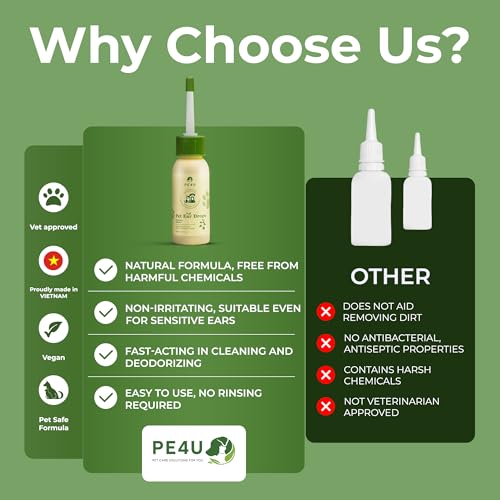 Why Choose Us?
PE4U
Pet Ear Drops
Vet approved
Proudly made in
VIETNAM
Vegan
Pet Safe
Formula
NATURAL FORMULA, FREE FROM
HARMFUL CHEMICALS
NON-IRRITATING, SUITABLE EVEN
FOR SENSITIVE EARS
FAST-ACTING IN CLEANING AND
DEODORIZING
EASY TO USE, NO RINSING
REQUIRED
PE4U
PET CARE SOLUTIONS FOR YOU
OTHER
DOES NOT AID
REMOVING DIRT
NO ANTIBACTERIAL,
ANTISEPTIC PROPERTIES
CONTAINS HARSH
CHEMICALS
NOT VETERINARIAN
APPROVED